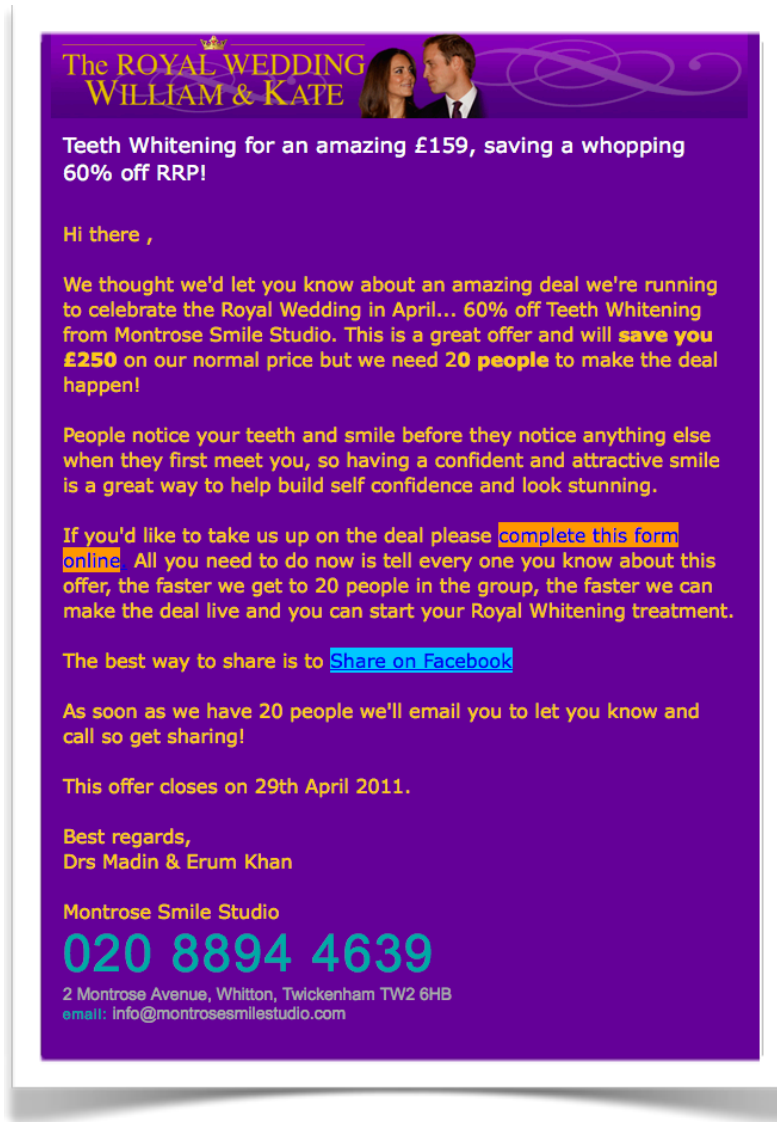 The ROYAL WEDDING
WILLIAM & KATE
Teeth Whitening for an amazing £159, saving a whopping
60% off RRP!
Hi there ,
We thought we'd let you know about an amazing deal we're running
to celebrate the Royal Wedding in April... 60% off Teeth Whitening
from Montrose Smile Studio. This is a great offer and will save you
£250 on our normal price but we need 20 people to make the deal
happen!
People notice your teeth and smile before they notice anything else
when they first meet you, so having a confident and attractive smile
is a great way to help build self confidence and look stunning.
If you'd like to take us up on the deal please complete this form
online. All you need to do now is tell every one you know about this
offer, the faster we get to 20 people in the group, the faster we can
make the deal live and you can start your Royal Whitening treatment.
The best way to share is to Share on Facebook
As soon as we have 20 people we'll email you to let you know and
call so get sharing!
This offer closes on 29th April 2011.
Best regards,
Drs Madin & Erum Khan
Montrose Smile Studio
020 8894 4639
2 Montrose Avenue, Whitton, Twickenham TW2 6HB
email: info@montrosesmilestudio.com